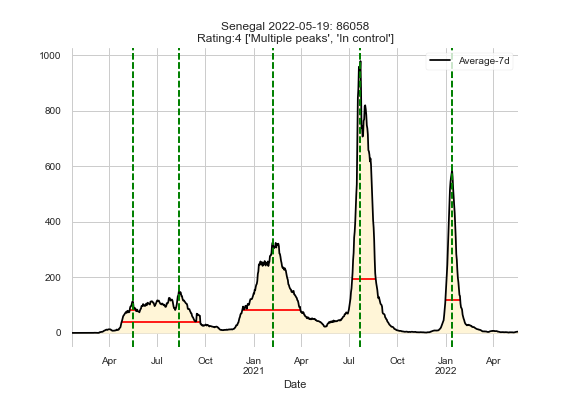 Senegal 2022-05-19: 86058
Rating:4 ['Multiple peaks', 'In control']
Average-7d
1000
800
600
400
200
0
Apr
Jul
Oct
Jan
2021
Apr
Jul
Oct
Jan
2022
Apr
Date